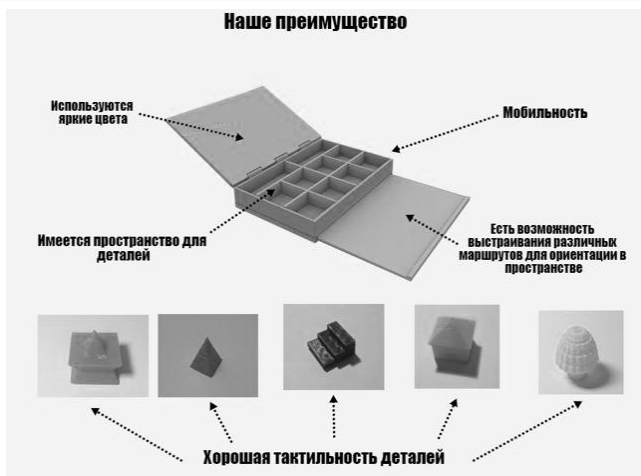 Наше преимущество
Используются
яркие цвета
Мобильность
Имеется пространство для
деталей
Есть возможность
выстраивания различных
маршрутов для ориентации в
пространстве
Хорошая тактильность деталей